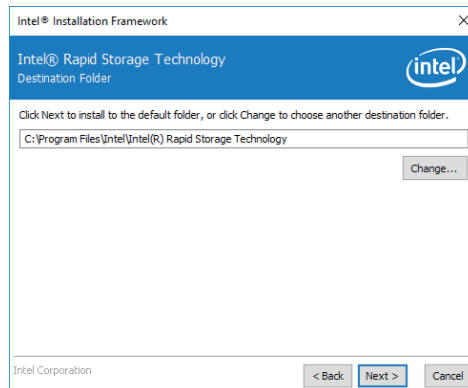 Intel® Installation Framework
Intel® Rapid Storage Technology
Destination Folder
intel
Click Next to install to the default folder, or click Change to choose another destination folder.
C:\Program Files\Intel\Intel(R) Rapid Storage Technology
Change...
Intel Corporation
< Back Next > Cancel